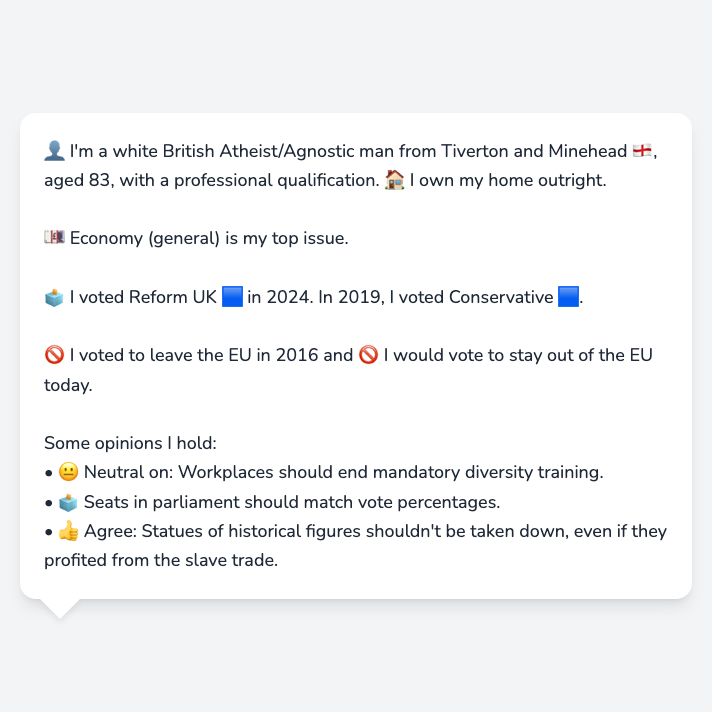 👤 I'm a white British Atheist/Agnostic man from Tiverton and Minehead 🏴󠁧󠁢󠁥󠁮󠁧󠁿,
aged 83, with a professional qualification. 🏠 I own my home outright.
💷 Economy (general) is my top issue.
🗳️ I voted Reform UK 🟦 in 2024. In 2019, I voted Conservative 🟦.
🚫 I voted to leave the EU in 2016 and 🚫 I would vote to stay out of the EU
today.
Some opinions I hold:
• 😐 Neutral on: Workplaces should end mandatory diversity training.
• 🗳️ Seats in parliament should match vote percentages.
• 👍 Agree: Statues of historical figures shouldn't be taken down, even if they
profited from the slave trade.